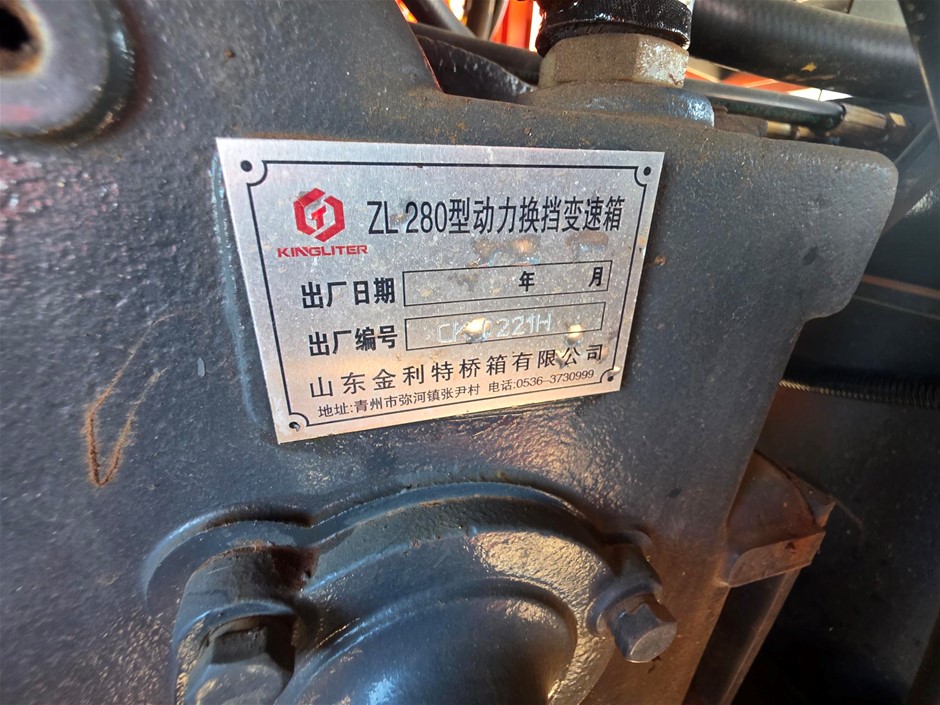 KINGLITER
ZL 280型动力换挡变速箱
出厂日期 年 月
出厂编号 221H
山东金利特桥箱有限公司
地址:青州市弥河镇张尹村 电话:0536-3730999